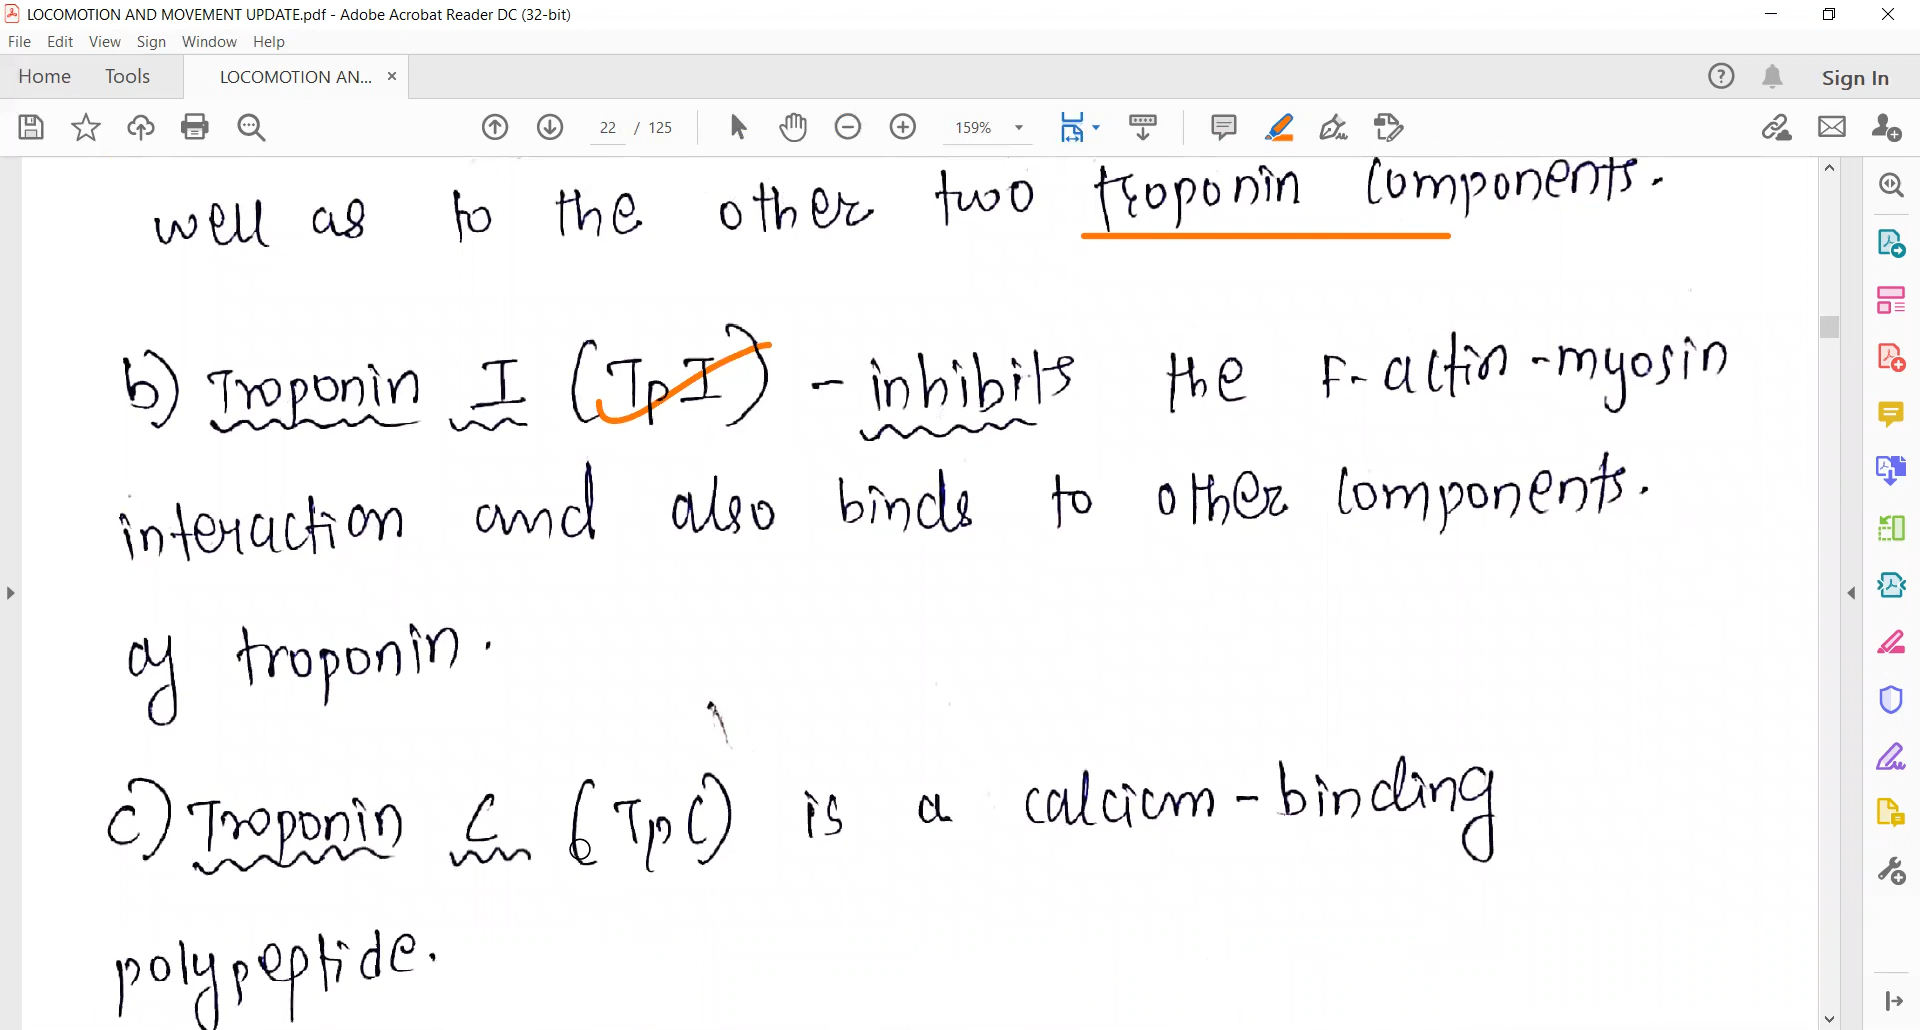 LOCOMOTION AND MOVEMENT UPDATE.pdf - Adobe Acrobat Reader DC (32-bit)
File Edit View Sign Window Help
Home Tools LOCOMOTION AN... × Sign In
22 / 125 159%
well as to the other two troponin components.
b) Troponin I (TpI) - inhibits the F-actin-myosin
interaction and also binds to other components.
of troponin.
c) Troponin C (TpC) is a calcium-binding
polypeptide.